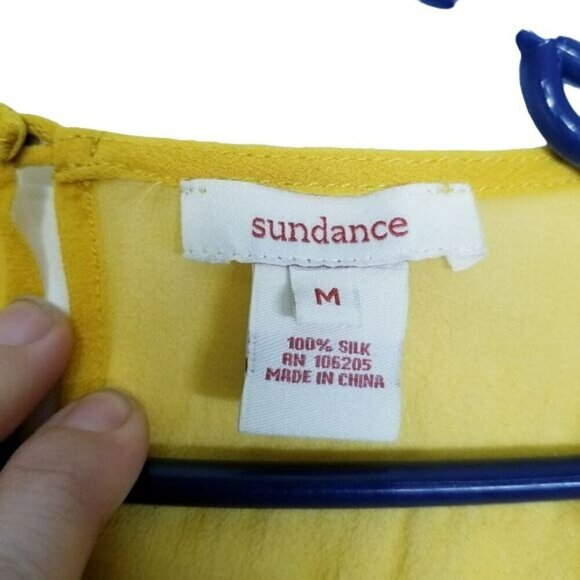 sundance
M
100% SILK
RN 106205
MADE IN CHINA